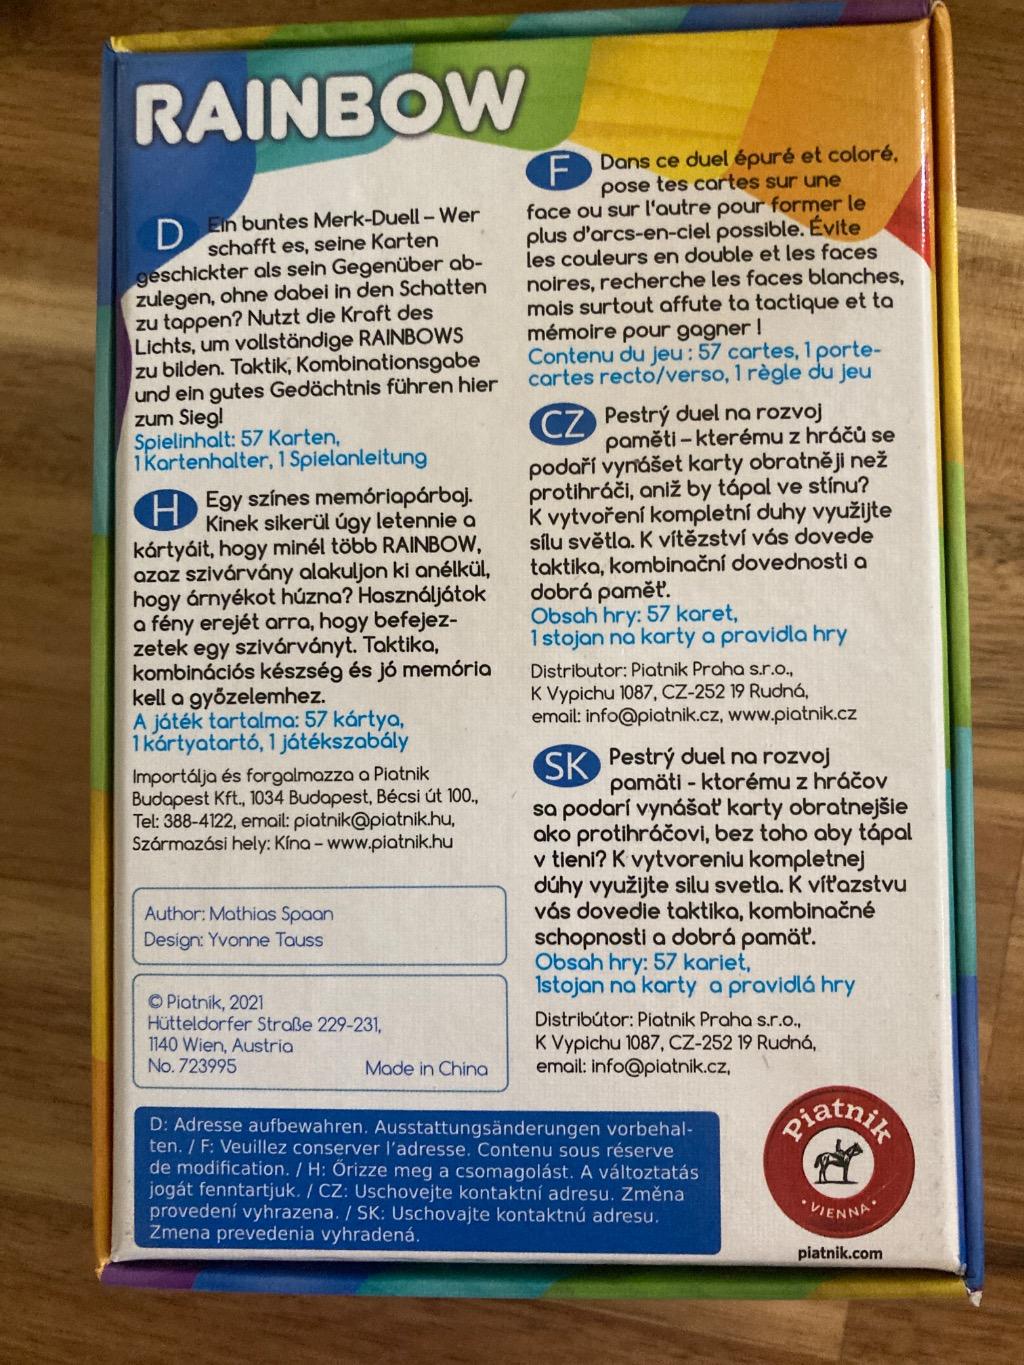 RAINBOW
D Ein buntes Merk-Duell – Wer
schafft es, seine Karten
geschickter als sein Gegenüber ab-
zulegen, ohne dabei in den Schatten
zu tappen? Nutzt die Kraft des
Lichts, um vollständige RAINBOWS
zu bilden. Taktik, Kombinationsgabe
und ein gutes Gedächtnis führen hier
zum Sieg!
Spielinhalt: 57 Karten,
1 Kartenhalter, 1 Spielanleitung
H Egy színes memóriapárbaj.
Kinek sikerül úgy letennie a
kártyáit, hogy minél több RAINBOW,
azaz szivárvány alakuljon ki anélkül,
hogy árnyékot húzna? Használjátok
a fény erejét arra, hogy befejez-
zetek egy szivárványt. Taktika,
kombinációs készség és jó memória
kell a győzelemhez.
A játék tartalma: 57 kártya,
1 kártyatartó, 1 játékszabály
Importálja és forgalmazza a Piatnik
Budapest Kft., 1034 Budapest, Bécsi út 100.,
Tel: 388-4122, email: piatnik@piatnik.hu,
Származási hely: Kína – www.piatnik.hu
Author: Mathias Spaan
Design: Yvonne Tauss
© Piatnik, 2021
Hütteldorfer Straße 229-231,
1140 Wien, Austria
No. 723995 Made in China
F Dans ce duel épuré et coloré,
pose tes cartes sur une
face ou sur l'autre pour former le
plus d'arcs-en-ciel possible. Évite
les couleurs en double et les faces
noires, recherche les faces blanches,
mais surtout affute ta tactique et ta
mémoire pour gagner !
Contenu du jeu : 57 cartes, 1 porte-
cartes recto/verso, 1 règle du jeu
CZ Pestrý duel na rozvoj
paměti – kterému z hráčů se
podaří vynášet karty obratněji než
protihráči, aniž by tápal ve stínu?
K vytvoření kompletní duhy využijte
sílu světla. K vítězství vás dovede
taktika, kombinační dovednosti a
dobrá paměť.
Obsah hry: 57 karet,
1 stojan na karty a pravidla hry
Distributor: Piatnik Praha s.r.o.,
K Vypichu 1087, CZ-252 19 Rudná,
email: info@piatnik.cz, www.piatnik.cz
SK Pestrý duel na rozvoj
pamäti - ktorému z hráčov
sa podarí vynášať karty obratnejšie
ako protihráčovi, bez toho aby tápal
v tieni? K vytvoreniu kompletnej
dúhy využijte silu svetla. K víťazstvu
vás dovedie taktika, kombinačné
schopnosti a dobrá pamäť.
Obsah hry: 57 kariet,
1stojan na karty a pravidlá hry
Distribútor: Piatnik Praha s.r.o.,
K Vypichu 1087, CZ-252 19 Rudná,
email: info@piatnik.cz,
D: Adresse aufbewahren. Ausstattungsänderungen vorbehal-
ten. / F: Veuillez conserver l'adresse. Contenu sous réserve
de modification. / H: Őrizze meg a csomagolást. A változtatás
jogát fenntartjuk. / CZ: Uschovejte kontaktní adresu. Změna
provedení vyhrazena. / SK: Uschovajte kontaktnú adresu.
Zmena prevedenia vyhradená.
Piatnik
• VIENNA •
piatnik.com